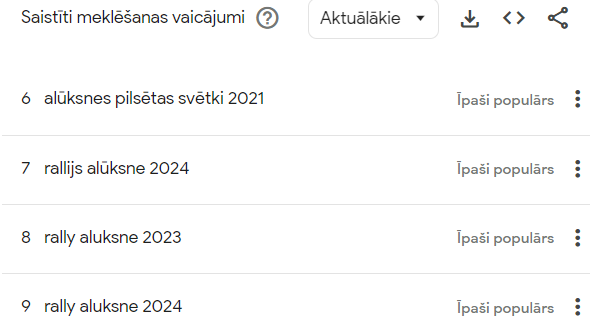 Saistīti meklēšanas vaicājumi ? Aktuālākie
6 alūksnes pilsētas svētki 2021 Īpaši populārs
7 rallijs alūksne 2024 Īpaši populārs
8 rally aluksne 2023 Īpaši populārs
9 rally aluksne 2024 Īpaši populārs